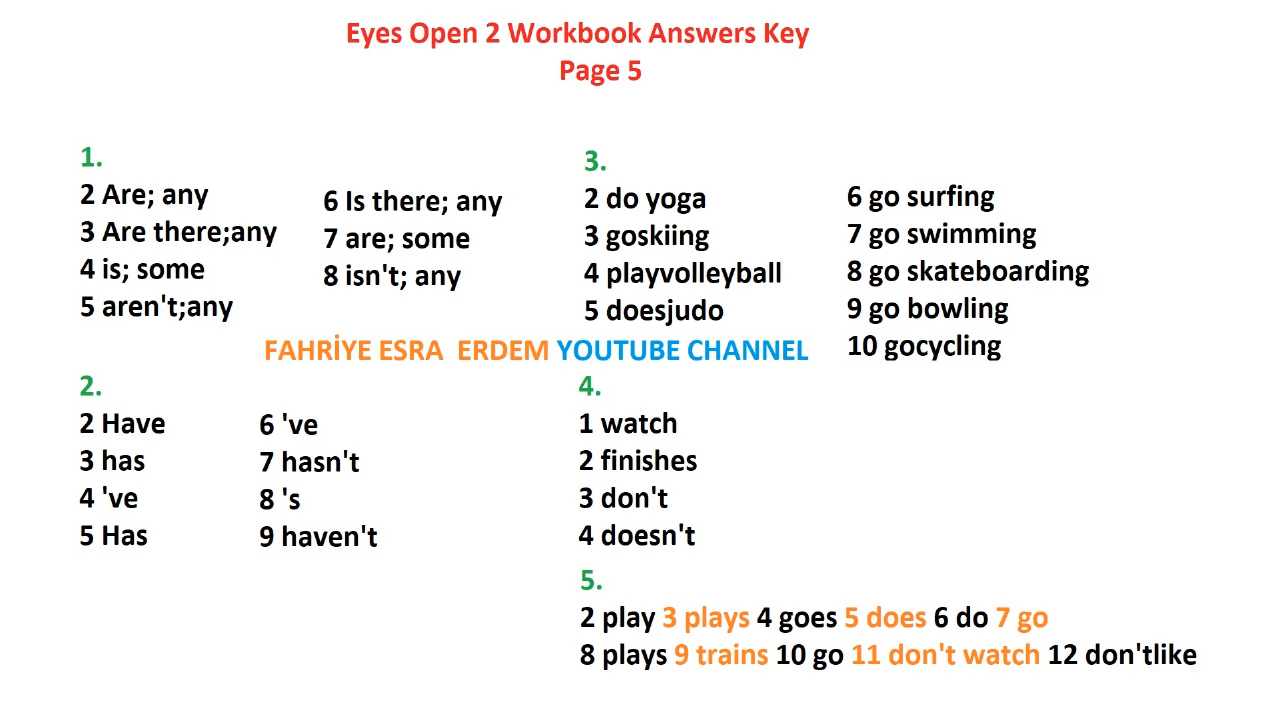 Eyes Open 2 Workbook Answers Key
Page 5
1.
2 Are; any
3 Are there;any
4 is; some
5 aren't;any
6 Is there; any
7 are; some
8 isn't; any
3.
2 do yoga
3 goskiing
4 playvolleyball
5 doesjudo
6 go surfing
7 go swimming
8 go skateboarding
9 go bowling
10 gocycling
FAHRİYE ESRA ERDEM YOUTUBE CHANNEL
2.
2 Have
3 has
4 've
5 Has
6 've
7 hasn't
8 's
9 haven't
4.
1 watch
2 finishes
3 don't
4 doesn't
5.
2 play 3 plays 4 goes 5 does 6 do 7 go
8 plays 9 trains 10 go 11 don't watch 12 don'tlike